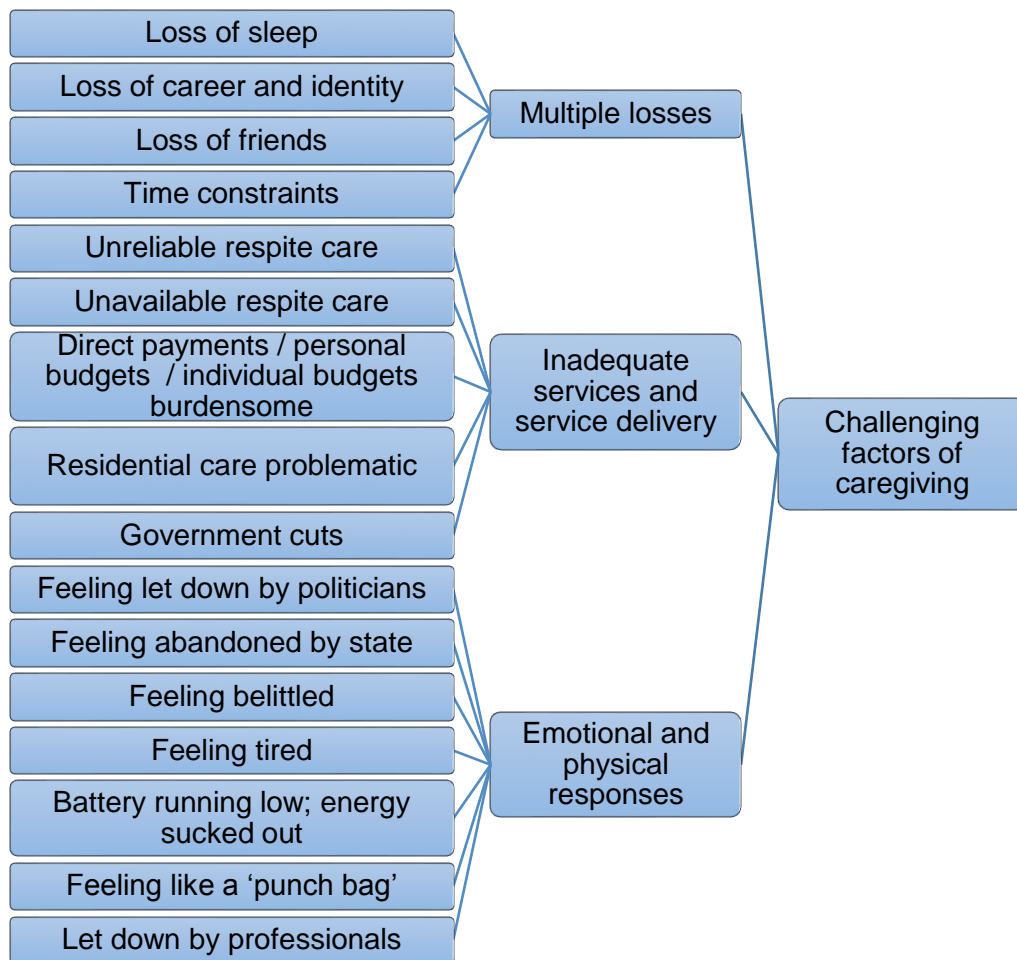 Loss of sleep
Loss of career and identity
Loss of friends
Time constraints
Unreliable respite care
Unavailable respite care
Direct payments / personal
budgets / individual budgets
burdensome
Residential care problematic
Government cuts
Feeling let down by politicians
Feeling abandoned by state
Feeling belittled
Feeling tired
Battery running low; energy
sucked out
Feeling like a ‘punch bag’
Let down by professionals
Multiple losses
Inadequate
services and
service delivery
Emotional and
physical
responses
Challenging
factors of
caregiving